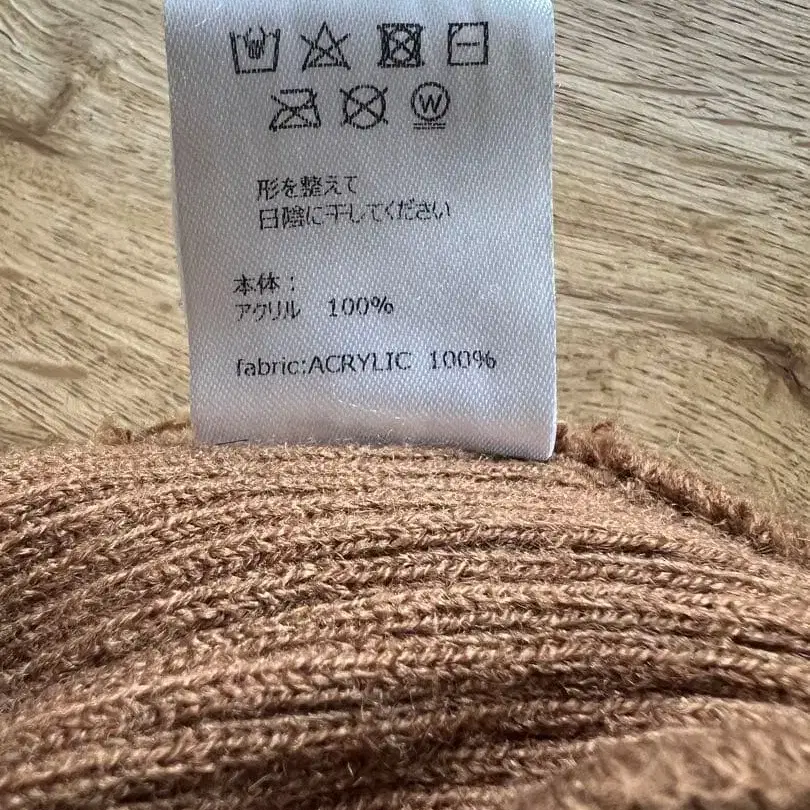 W
形を整えて
日陰に干してください
本体：
アクリル 100%
fabric:ACRYLIC 100%